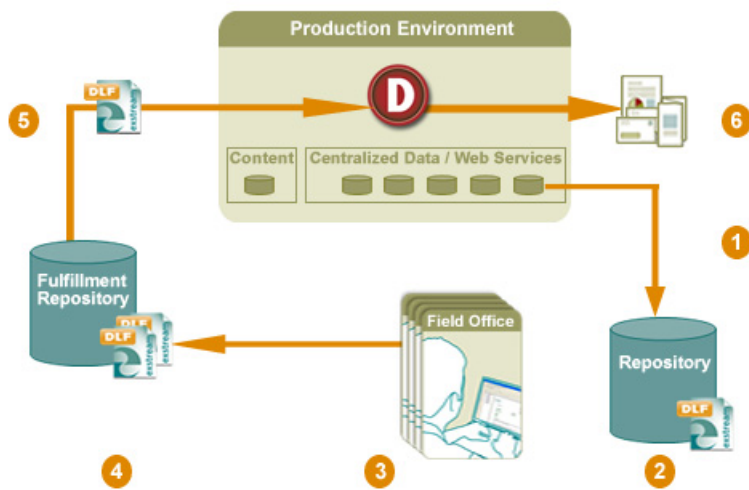 Production Environment
DLF
exstream
D
5
6
Content
Centralized Data / Web Services
1
Fulfillment
Repository
Field Office
DLF
DLF
exstream
Repository
DLF
exstream
4
3
2